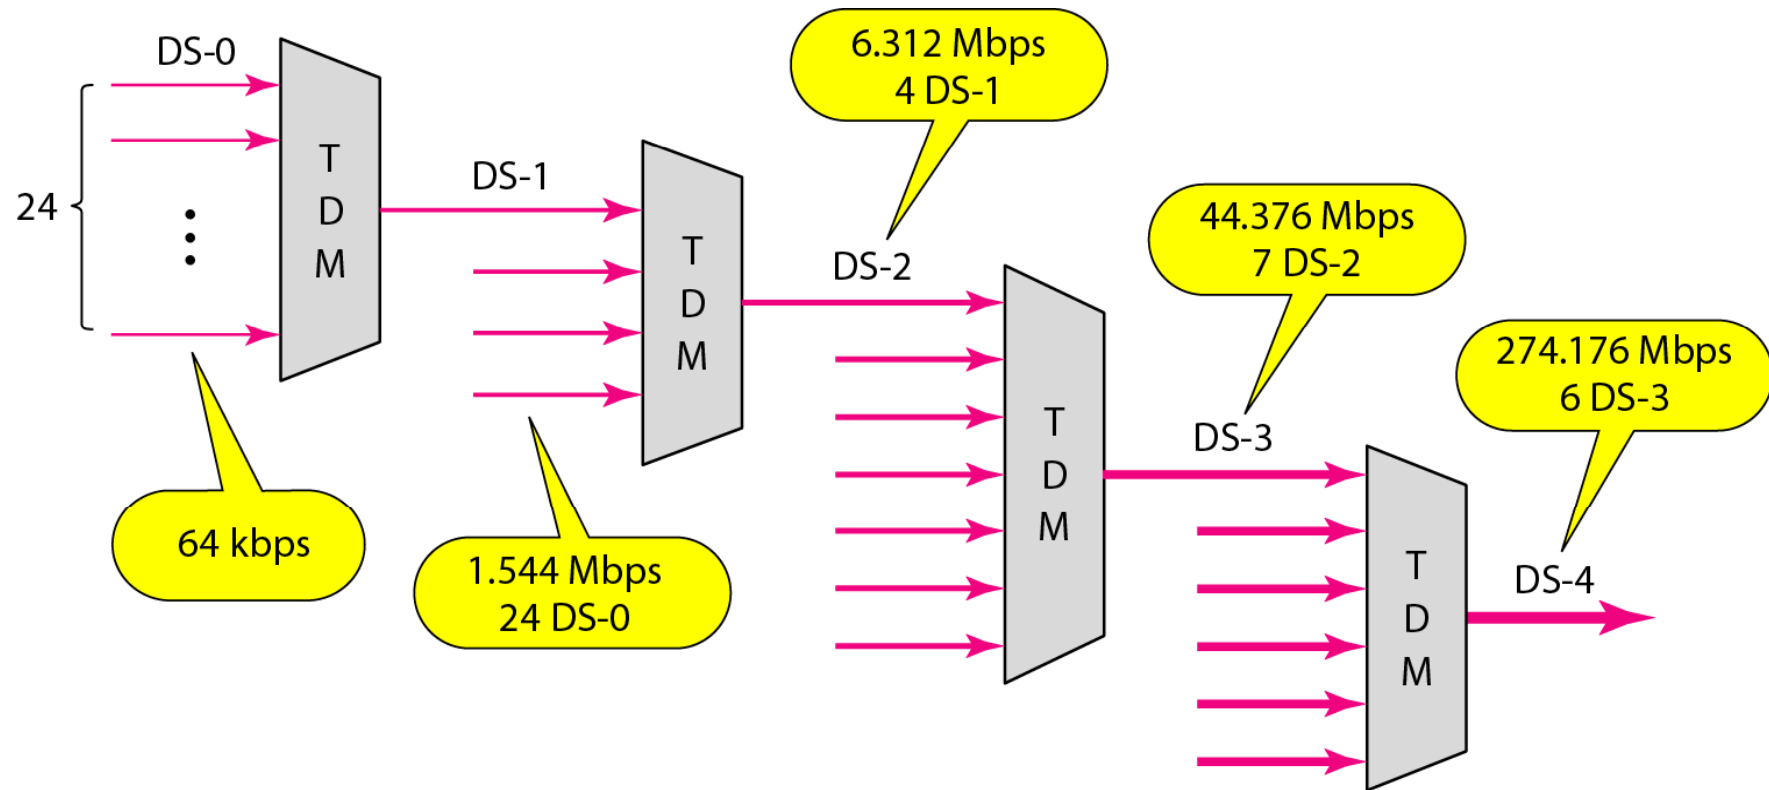 DS-0
24
T
D
M
64 kbps
DS-1
1.544 Mbps
24 DS-0
T
D
M
6.312 Mbps
4 DS-1
DS-2
T
D
M
44.376 Mbps
7 DS-2
DS-3
T
D
M
274.176 Mbps
6 DS-3
DS-4